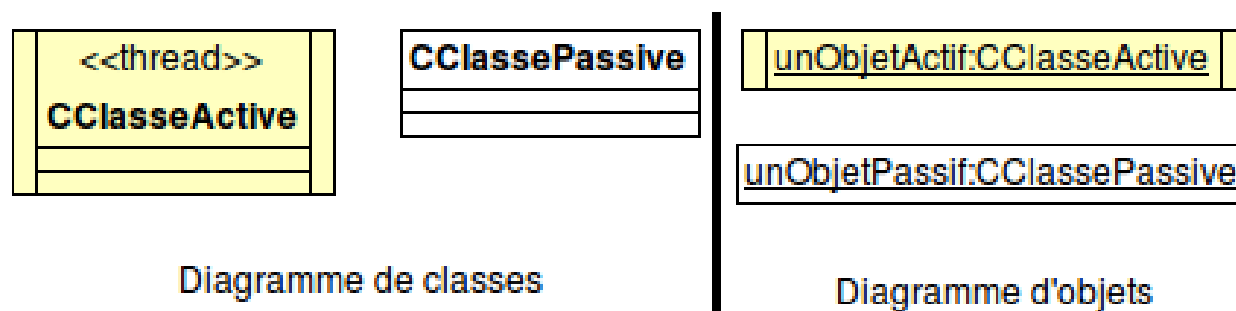 <<thread>>
CClasseActive
CClassePassive
Diagramme de classes
unObjetActif:CClasseActive
unObjetPassif:CClassePassive
Diagramme d'objets